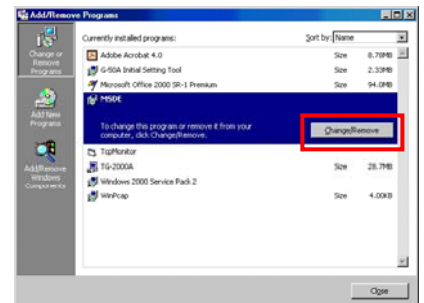 Add/Remove Programs
Change or
Remove
Programs
Add New
Programs
Add/Remove
Windows
Components
Currently installed programs:
Sort by: Name
Adobe Acrobat 4.0 Size 8.79MB
G-50A Initial Setting Tool Size 2.33MB
Microsoft Office 2000 SR-1 Premium Size 94.0MB
MSDE
To change this program or remove it from your
computer, click Change/Remove.
Change/Remove
TcpMonitor
TG-2000A Size 28.7MB
Windows 2000 Service Pack 2
WinPcap Size 4.00KB
Close